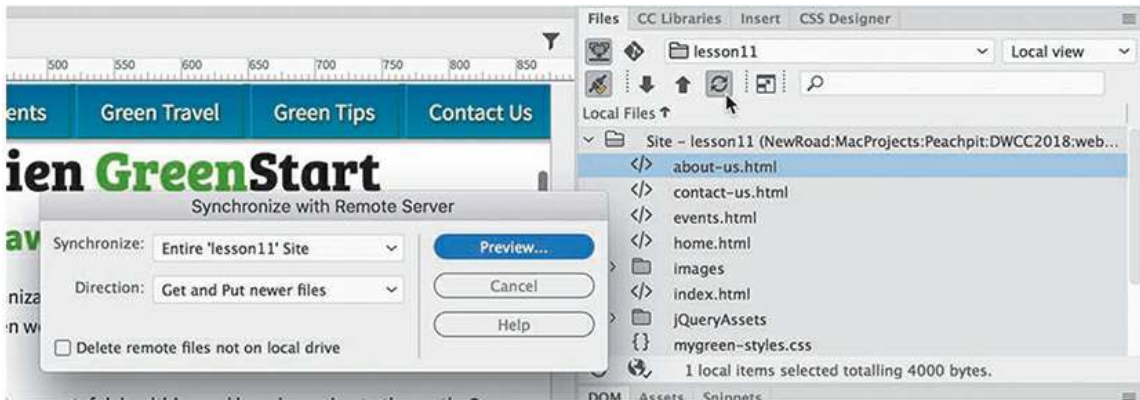 Files CC Libraries Insert CSS Designer
lesson11
Local view
500 550 600 650 700 750 800 850
ents Green Travel Green Tips Contact Us
Local Files
Site – lesson11 (NewRoad:MacProjects:Peachpit:DWCC2018:web...
ien GreenStart
about-us.html
contact-us.html
events.html
home.html
images
index.html
jQueryAssets
mygreen-styles.css
1 local items selected totalling 4000 bytes.
Synchronize with Remote Server
Synchronize: Entire 'lesson11' Site
Preview...
Direction: Get and Put newer files
Cancel
Help
Delete remote files not on local drive
aw
niza
n w
DOM Assets Snippets